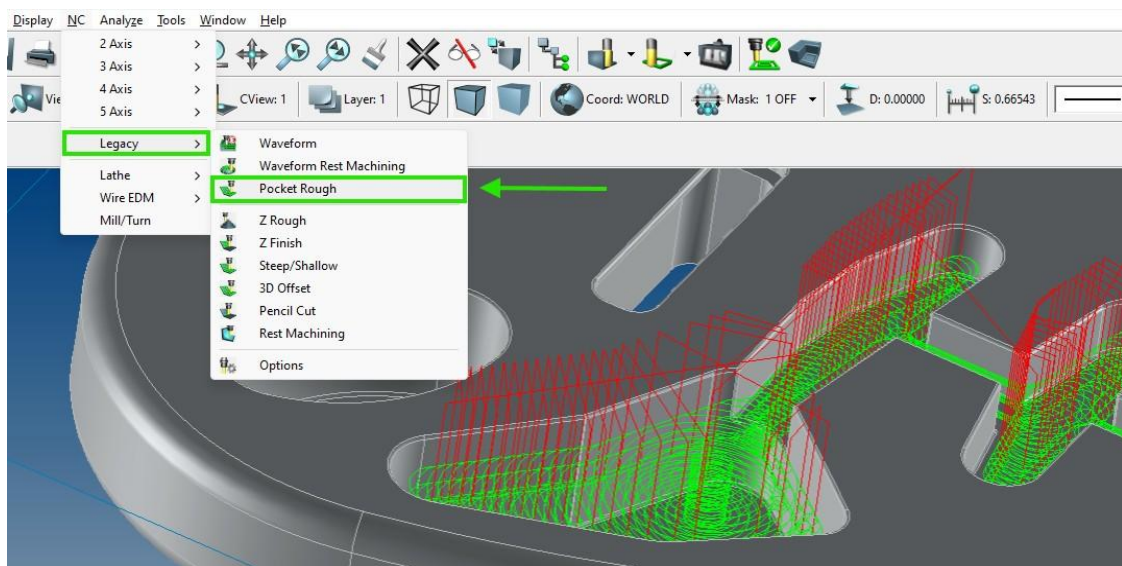 Display NC Analyze Tools Window Help
CView: 1 Layer: 1 Coord: WORLD Mask: 1 OFF D: 0.00000 S: 0.66543
2 Axis
3 Axis
4 Axis
5 Axis
Legacy
Lathe
Wire EDM
Mill/Turn
Waveform
Waveform Rest Machining
Pocket Rough
Z Rough
Z Finish
Steep/Shallow
3D Offset
Pencil Cut
Rest Machining
Options